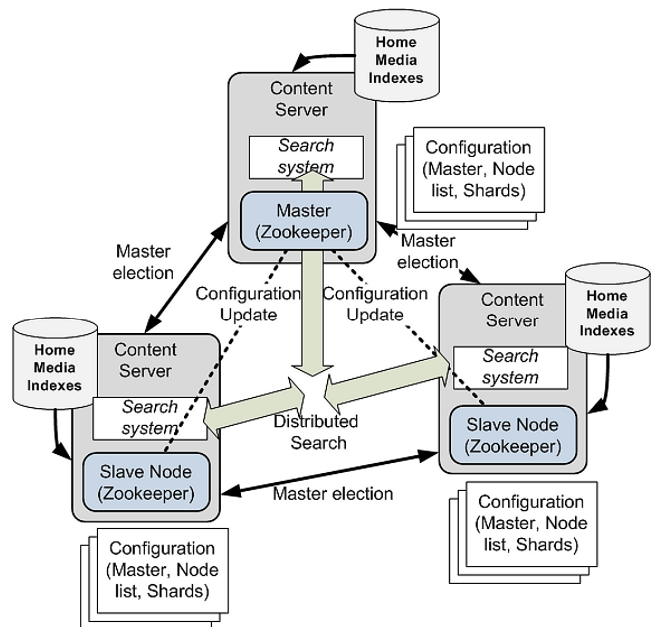 Home
Media
Indexes
Content
Server
Search
system
Master
(Zookeeper)
Configuration
(Master, Node
list, Shards)
Master
election
Master
election
Configuration
Update
Configuration
Update
Content
Server
Home
Media
Indexes
Search
system
Slave Node
(Zookeeper)
Home
Media
Indexes
Content
Server
Search
system
Slave Node
(Zookeeper)
Distributed
Search
Master election
Configuration
(Master, Node
list, Shards)
Configuration
(Master, Node
list, Shards)